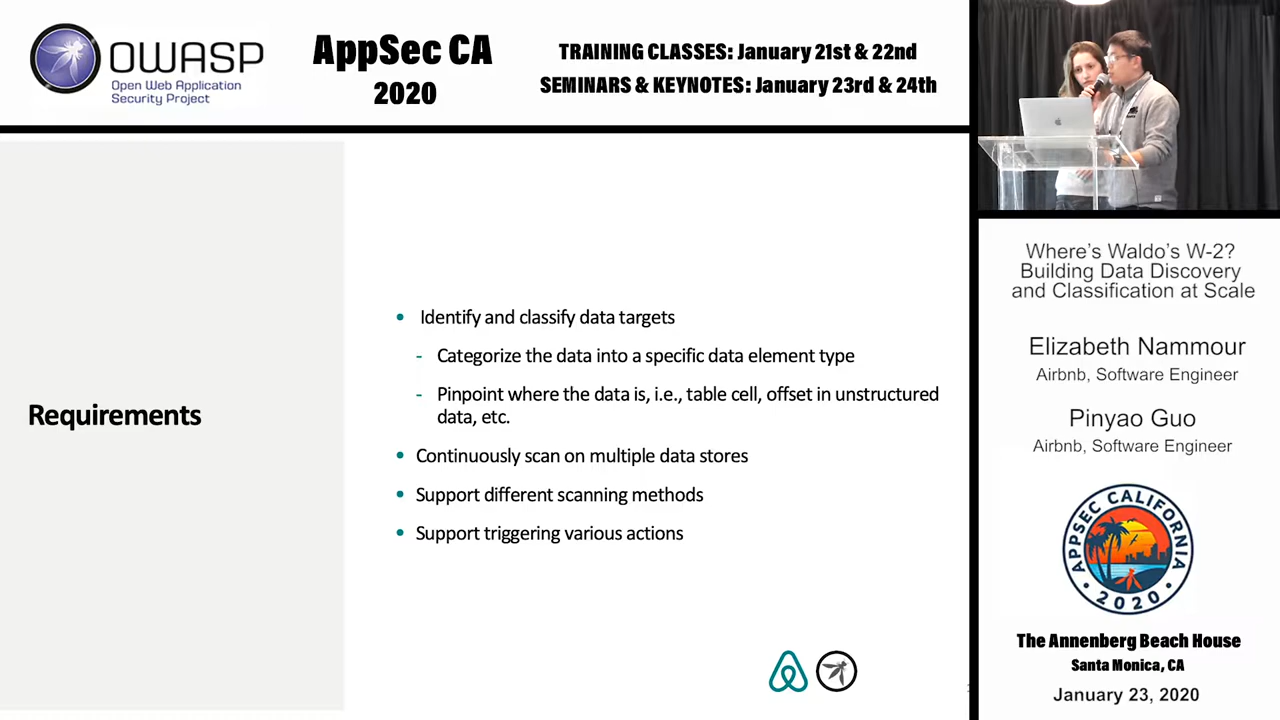 OWASP
Open Web Application
Security Project
AppSec CA
2020
TRAINING CLASSES: January 21st & 22nd
SEMINARS & KEYNOTES: January 23rd & 24th
Requirements
• Identify and classify data targets
- Categorize the data into a specific data element type
- Pinpoint where the data is, i.e., table cell, offset in unstructured
data, etc.
• Continuously scan on multiple data stores
• Support different scanning methods
• Support triggering various actions
Where's Waldo's W-2?
Building Data Discovery
and Classification at Scale
Elizabeth Nammour
Airbnb, Software Engineer
Pinyao Guo
Airbnb, Software Engineer
APPSEC CALIFORNIA
• 2020 •
The Annenberg Beach House
Santa Monica, CA
January 23, 2020